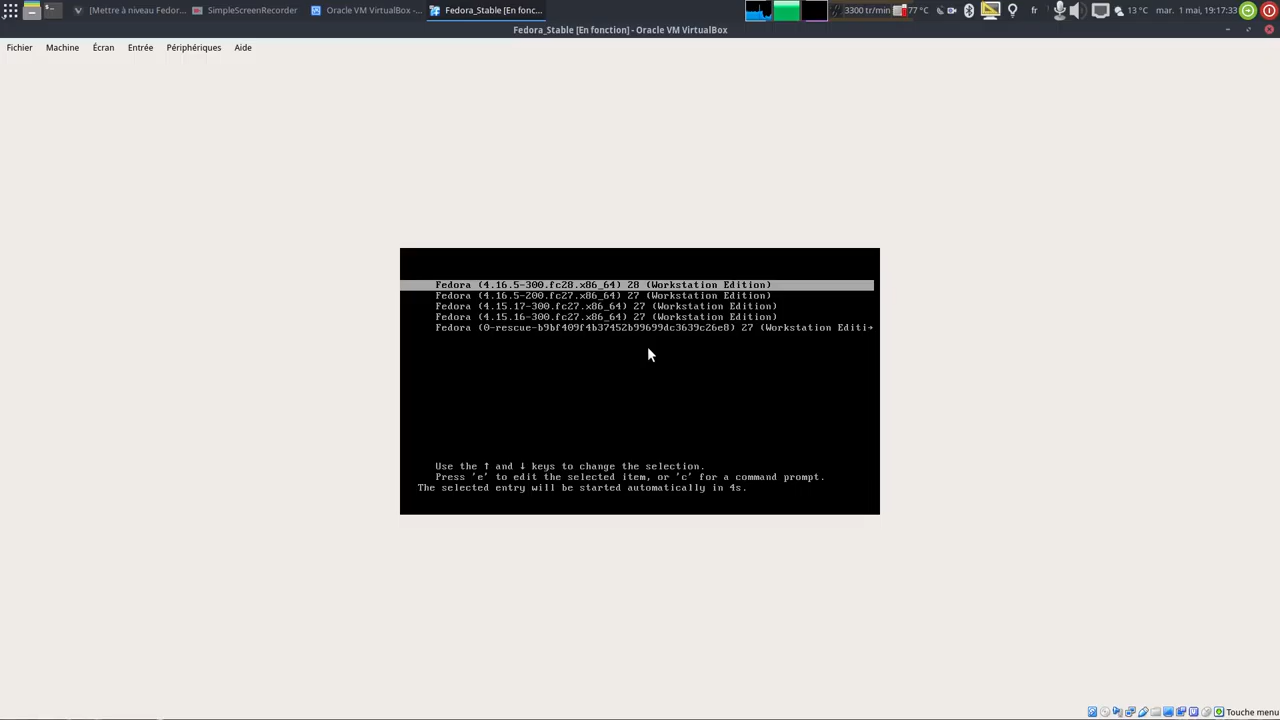 [Mettre à niveau Fedor... SimpleScreenRecorder Oracle VM VirtualBox -... Fedora_Stable [En fonc... 3300 tr/min 77 °C fr 13 °C mar. 1 mai, 19:17:33
Fedora_Stable [En fonction] - Oracle VM VirtualBox
Fichier Machine Écran Entrée Périphériques Aide
Fedora (4.16.5-300.fc28.x86_64) 28 (Workstation Edition)
Fedora (4.16.5-200.fc27.x86_64) 27 (Workstation Edition)
Fedora (4.15.17-300.fc27.x86_64) 27 (Workstation Edition)
Fedora (4.15.16-300.fc27.x86_64) 27 (Workstation Edition)
Fedora (0-rescue-b9bf409f4b37452b99699dc3639c26e8) 27 (Workstation Editi→
Use the ↑ and ↓ keys to change the selection.
Press 'e' to edit the selected item, or 'c' for a command prompt.
The selected entry will be started automatically in 4s.
Touche menu